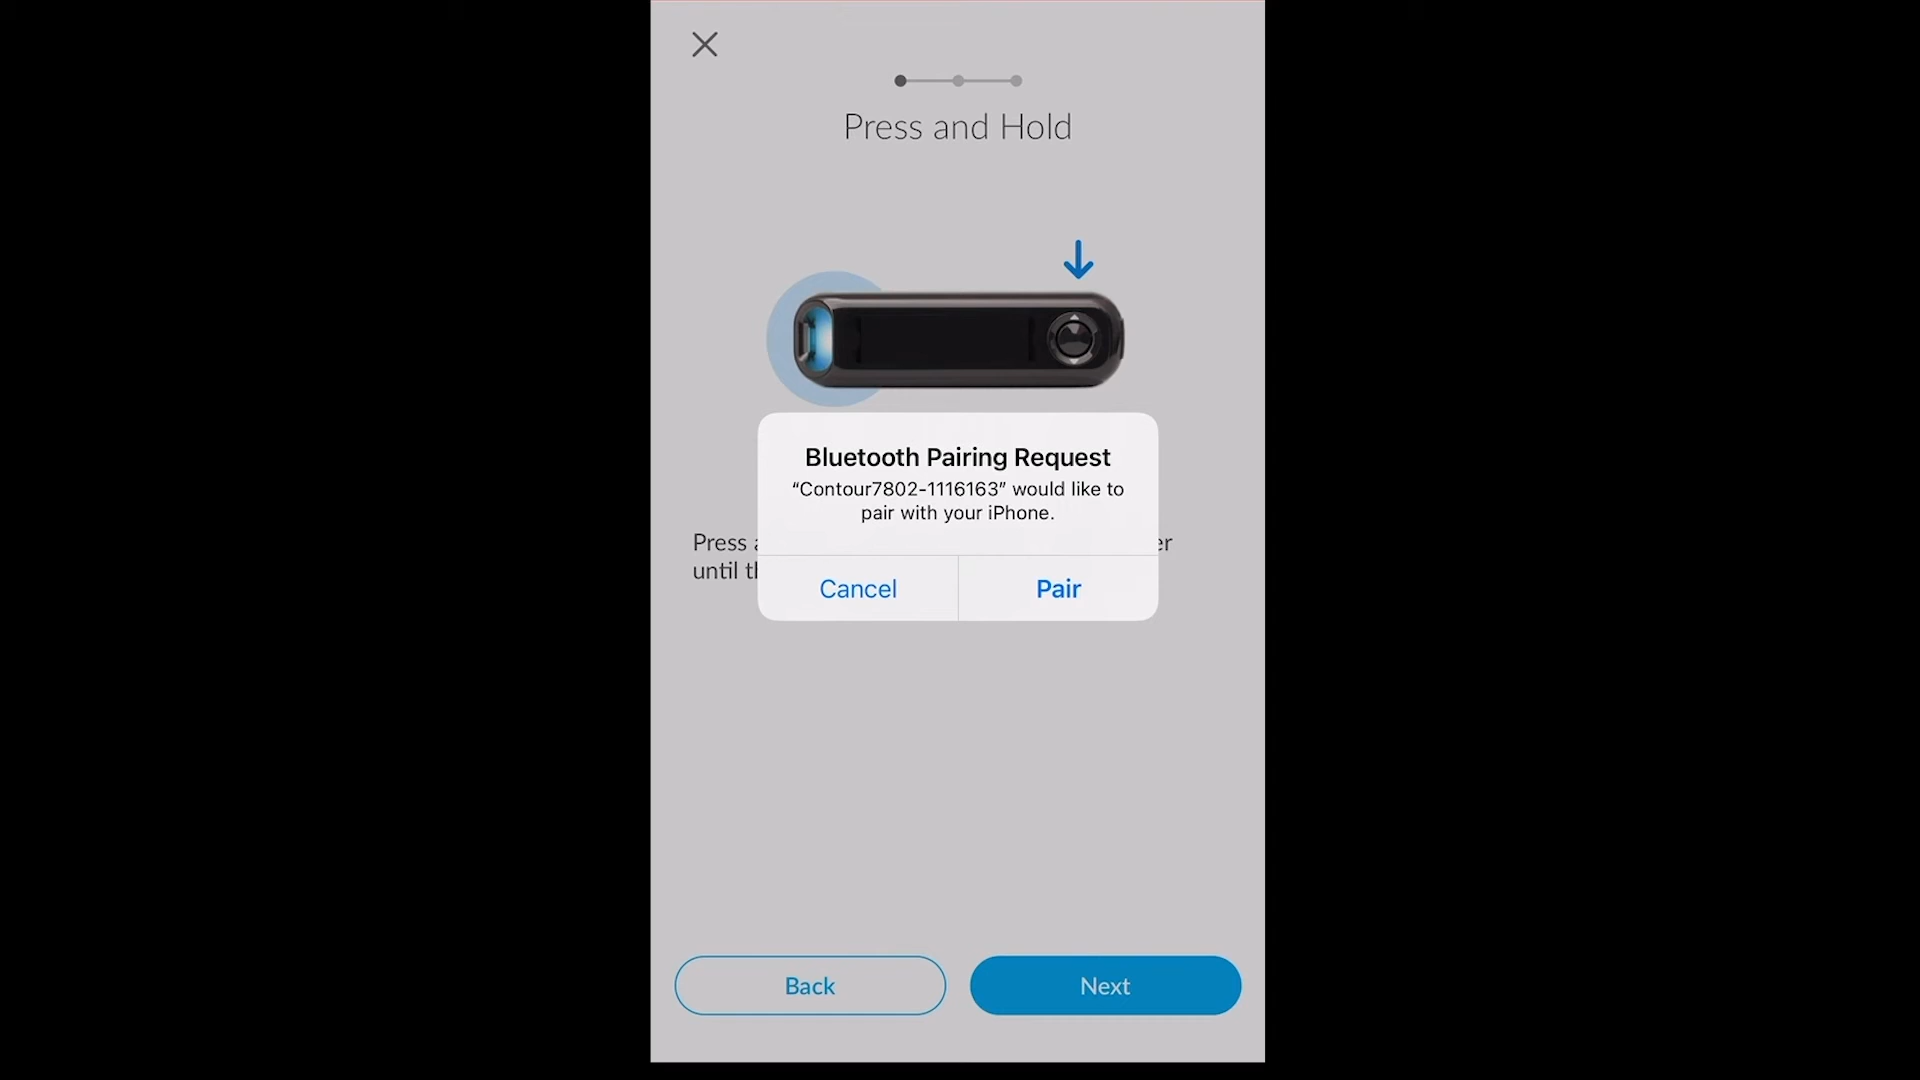 Press and Hold
Bluetooth Pairing Request
“Contour7802-1116163” would like to
pair with your iPhone.
Press
until
Cancel
Pair
Back
Next